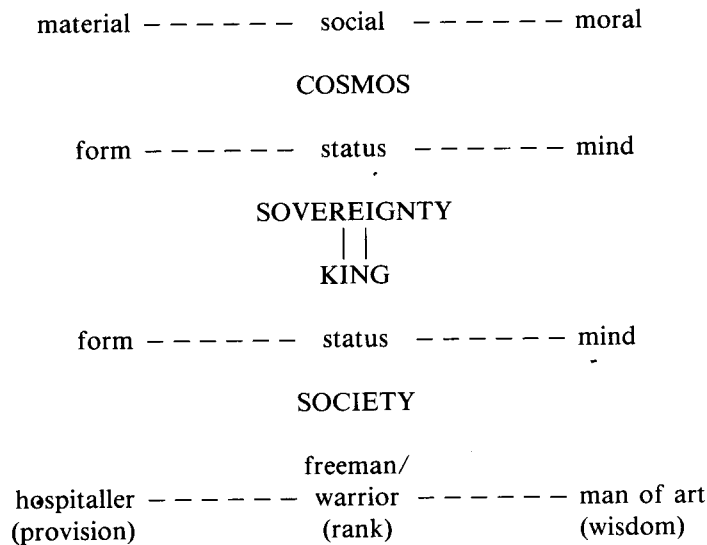 material – – – – – – social – – – – – – moral
COSMOS
form – – – – – – status – – – – – – mind
SOVEREIGNTY
KING
form – – – – – – status – – – – – – mind
SOCIETY
freeman/
hospitaller – – – – – – warrior – – – – – – man of art
(provision) (rank) (wisdom)